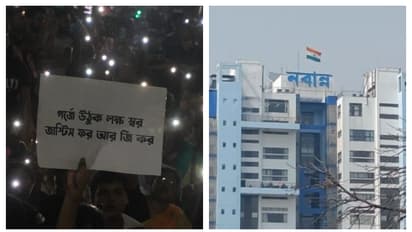 গর্জে উঠুক লক্ষ স্বর
জাস্টিস ফর আর জি কর
নবান্ন